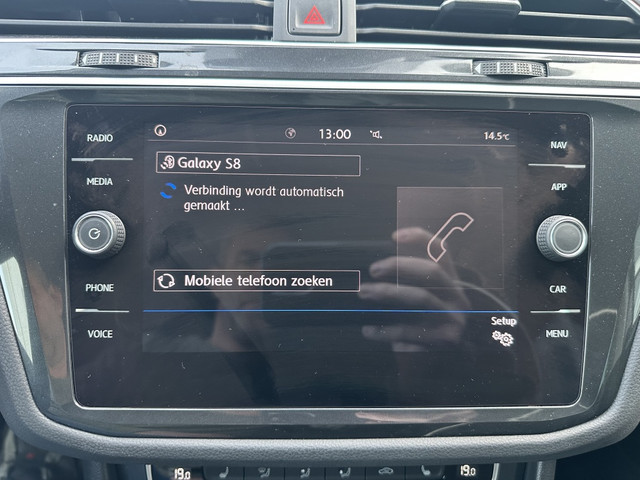 RADIO
MEDIA
PHONE
VOICE
13:00
14.5°C
Galaxy S8
Verbinding wordt automatisch
gemaakt ...
Mobiele telefoon zoeken
Setup
NAV
APP
CAR
MENU
19.0
19.0